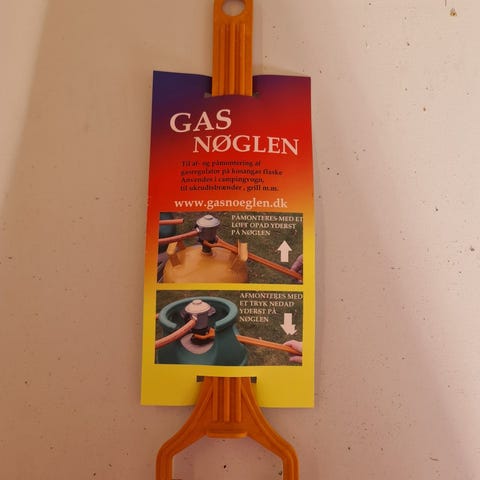 GAS
NØGLEN
Til af- og påmontering af
gasregulator på kosangas flaske
Anvendes i campingvogn,
til ukrudtsbrænder, grill m.m.
www.gasnoeglen.dk
PÅMONTERES MED ET
LØFT OPAD YDERST
PÅ NØGLEN
AFMONTERES MED
ET TRYK NEDAD
YDERST PÅ
NØGLEN